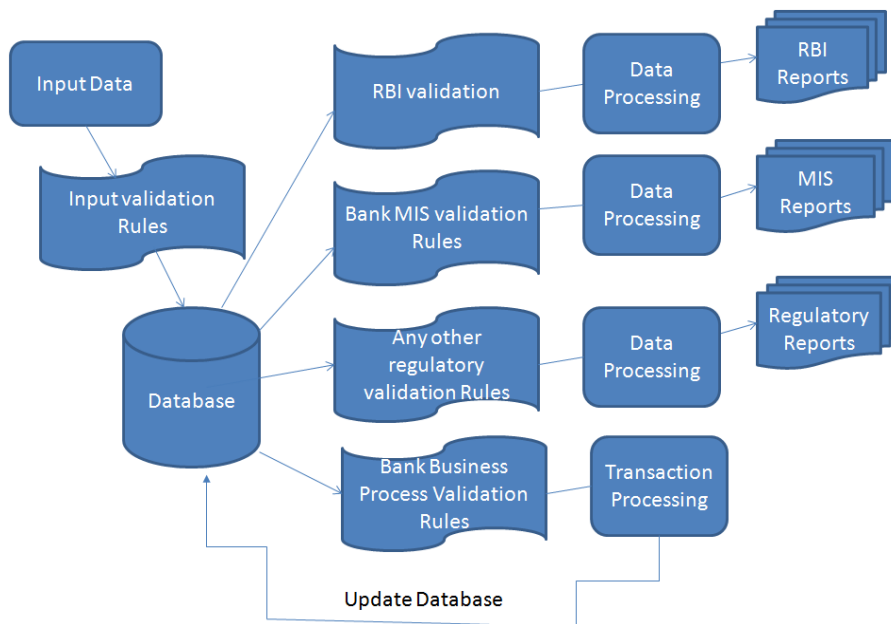 Input Data
Input validation
Rules
Database
RBI validation
Data
Processing
RBI
Reports
Bank MIS validation
Rules
Data
Processing
MIS
Reports
Any other
regulatory
validation Rules
Data
Processing
Regulatory
Reports
Bank Business
Process Validation
Rules
Transaction
Processing
Update Database